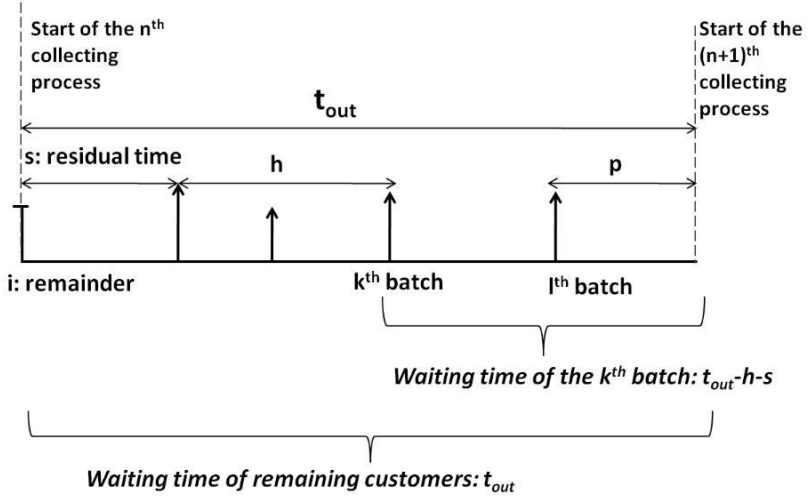 Start of the nth
collecting
process
Start of the
(n+1)th
collecting
process
tout
s: residual time
h
p
i: remainder
kth batch
lth batch
Waiting time of the kth batch: tout-h-s
Waiting time of remaining customers: tout